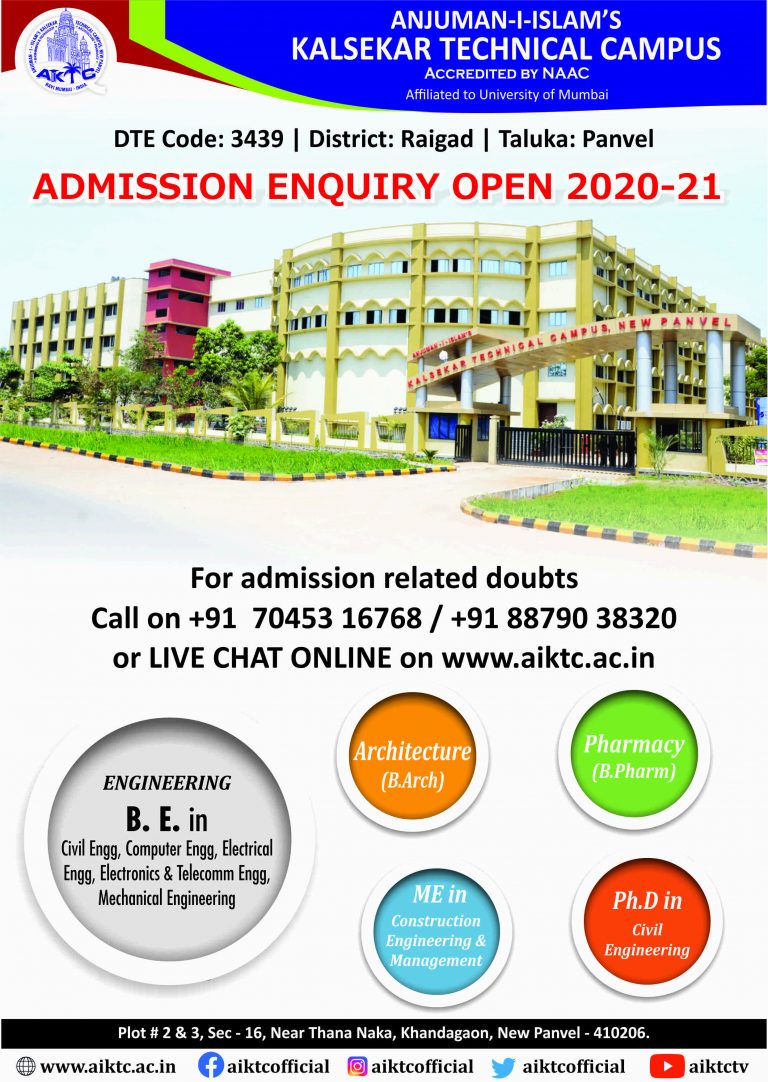 ANJUMAN-I-ISLAM'S
KALSEKAR TECHNICAL CAMPUS
ACCREDITED BY NAAC
Affiliated to University of Mumbai
AKTC
NAVI MUMBAI - INDIA
DTE Code: 3439 | District: Raigad | Taluka: Panvel
ADMISSION ENQUIRY OPEN 2020-21
ANJUMAN-I-ISLAM'S
KALSEKAR TECHNICAL CAMPUS, NEW PANVEL
For admission related doubts
Call on +91 70453 16768 / +91 88790 38320
or LIVE CHAT ONLINE on www.aiktc.ac.in
ENGINEERING
B. E. in
Civil Engg, Computer Engg, Electrical
Engg, Electronics & Telecomm Engg,
Mechanical Engineering
Architecture
(B.Arch)
Pharmacy
(B.Pharm)
ME in
Construction
Engineering &
Management
Ph.D in
Civil
Engineering
Plot # 2 & 3, Sec - 16, Near Thana Naka, Khandagaon, New Panvel - 410206.
www.aiktc.ac.in aiktcofficial aiktcofficial aiktcofficial aiktctv